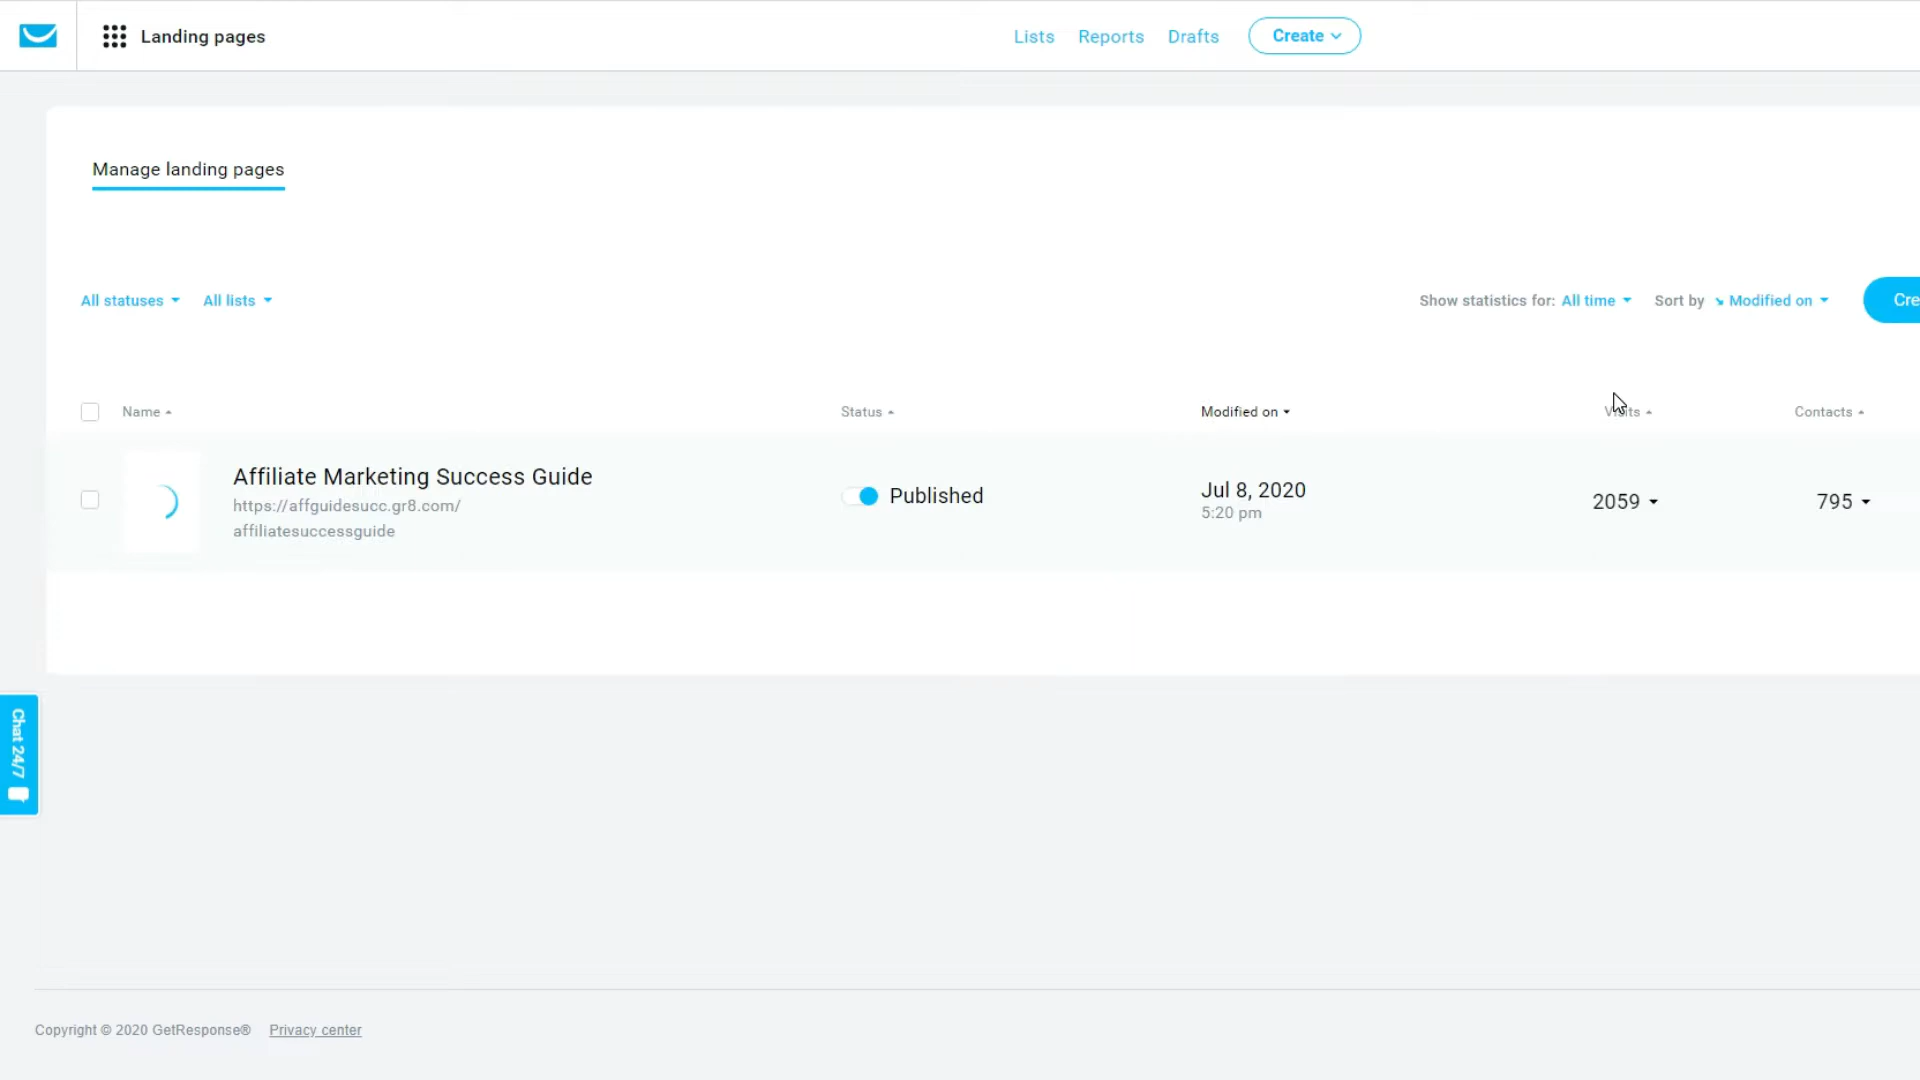 Landing pages
Lists
Reports
Drafts
Create
Manage landing pages
All statuses
All lists
Show statistics for: All time
Sort by
Modified on
Name
Status
Modified on
Visits
Contacts
Affiliate Marketing Success Guide
https://affguidesucc.gr8.com/
affiliatesuccessguide
Published
Jul 8, 2020
5:20 pm
2059
795
Chat 24/7
Copyright © 2020 GetResponse®
Privacy center